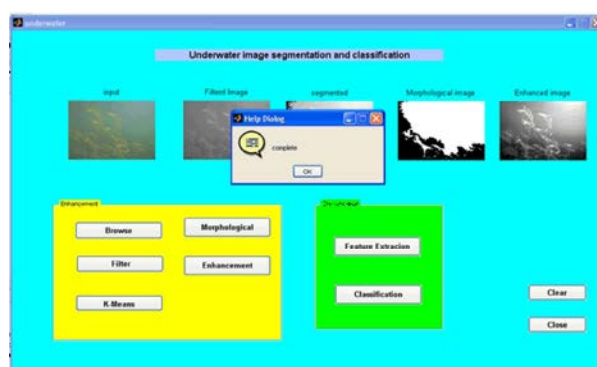 underwater
Underwater image segmentation and classification
input
Filterd Image
segmented
Morphological image
Enhanced image
Help Dialog
complete
OK
Enhancement
Browse
Morphological
Filter
Enhancement
K-Means
Feature Extracion
Classification
Clear
Close